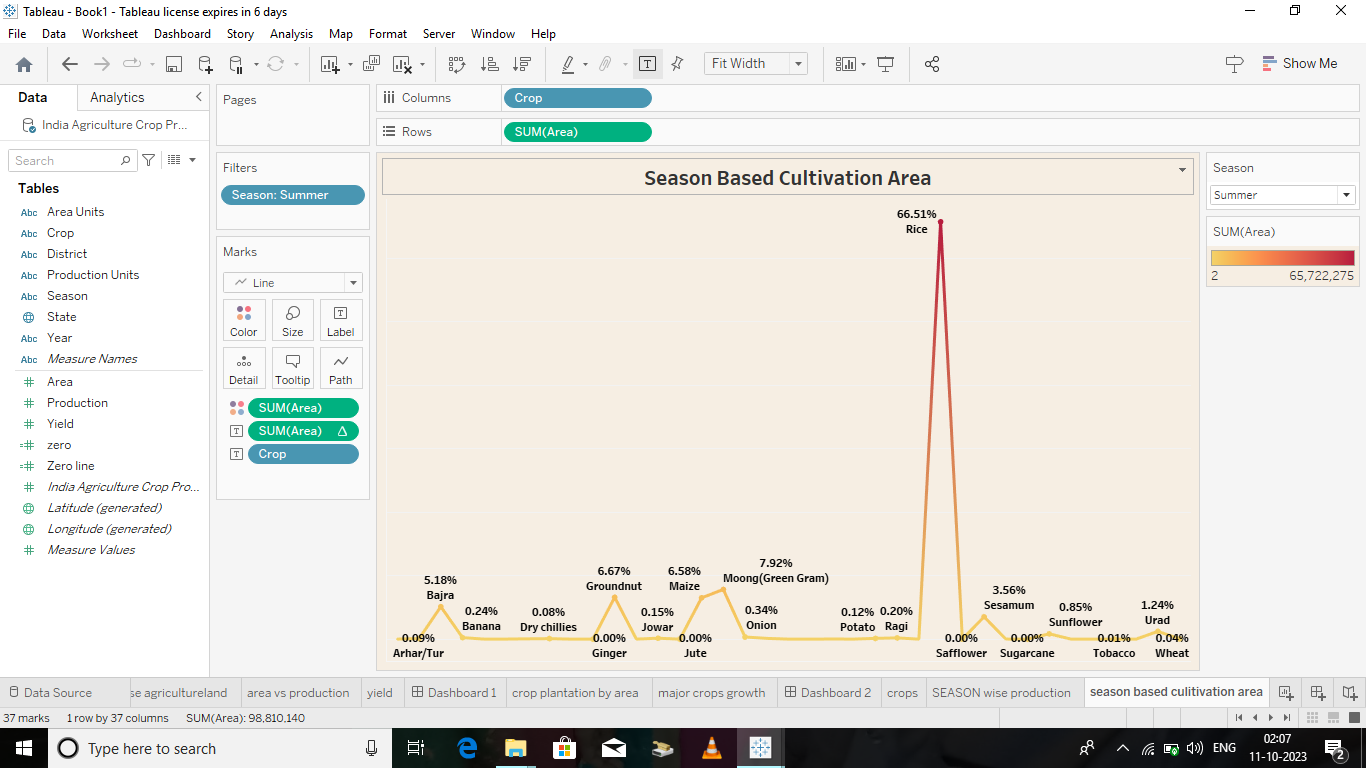 Tableau - Book1 - Tableau license expires in 6 days
File Data Worksheet Dashboard Story Analysis Map Format Server Window Help
Fit Width
Show Me
Data Analytics
India Agriculture Crop Pr...
Search
Tables
Abc Area Units
Abc Crop
Abc District
Abc Production Units
Abc Season
State
Abc Year
Abc Measure Names
# Area
# Production
# Yield
=# zero
=# Zero line
# India Agriculture Crop Pro...
Latitude (generated)
Longitude (generated)
# Measure Values
Pages
Filters
Season: Summer
Marks
Line
Color Size Label
Detail Tooltip Path
SUM(Area)
SUM(Area) △
Crop
Columns Crop
Rows SUM(Area)
Season Based Cultivation Area
66.51%
Rice
5.18%
Bajra
0.24%
Banana
0.08%
Dry chillies
6.67%
Groundnut
0.15%
Jowar
6.58%
Maize
7.92%
Moong(Green Gram)
0.34%
Onion
0.12%
Potato
0.20%
Ragi
3.56%
Sesamum
0.85%
Sunflower
1.24%
Urad
0.09%
Arhar/Tur
0.00%
Ginger
0.00%
Jute
0.00%
Safflower
0.00%
Sugarcane
0.01%
Tobacco
0.04%
Wheat
Season
Summer
SUM(Area)
2 65,722,275
Data Source se agricultureland area vs production yield Dashboard 1 crop plantation by area major crops growth Dashboard 2 crops SEASON wise production season based culitivation area
37 marks 1 row by 37 columns SUM(Area): 98,810,140
Type here to search
ENG
02:07
11-10-2023
2